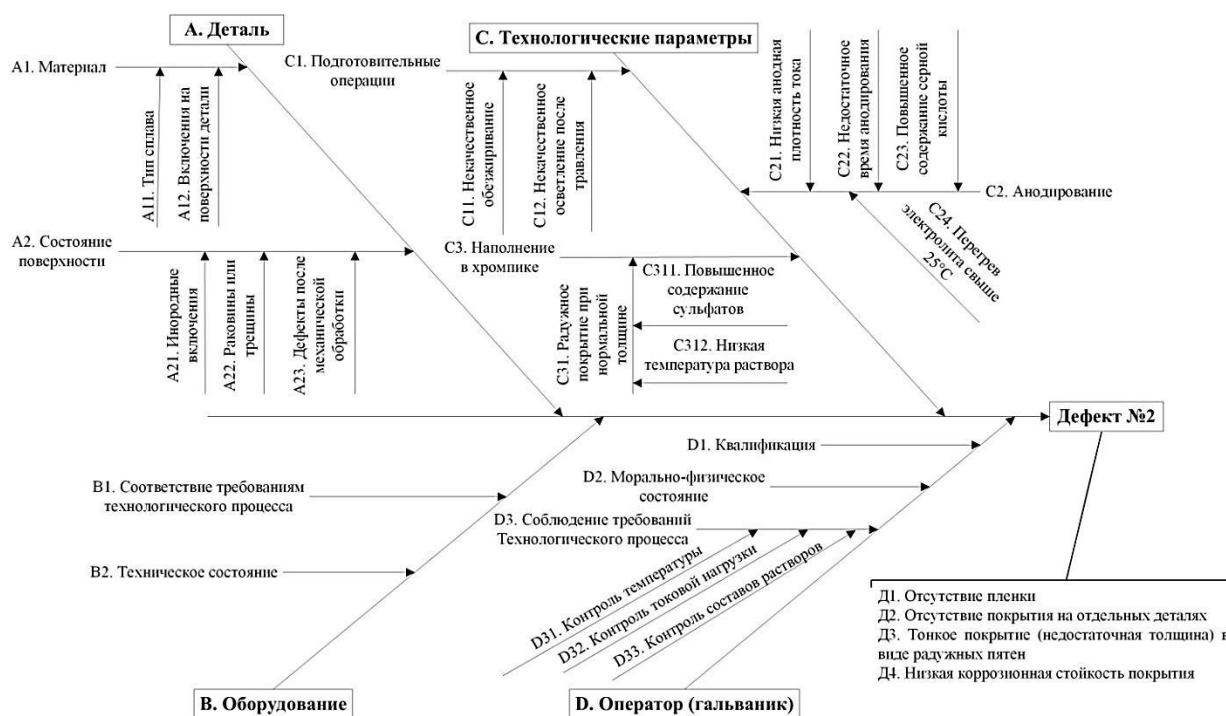 А. Деталь
А1. Материал
А11. Тип сплава
А12. Включения на
поверхности детали
А2. Состояние
поверхности
А21. Инородные
включения
А22. Раковины или
трещины
А23. Дефекты после
механической
обработки
С. Технологические параметры
С1. Подготовительные
операции
С11. Некачественное
обезжиривание
С12. Некачественное
осветление после
травления
С21. Низкая анодная
плотность тока
С22. Недостаточное
время анодирования
С23. Повышенное
содержание серной
кислоты
С2. Анодирование
С24. Перегрев
электролита свыше
25°С
С3. Наполнение
в хромпике
С31. Радужное
покрытие при
нормальной
толщине
С311. Повышенное
содержание
сульфатов
С312. Низкая
температура раствора
Дефект №2
В1. Соответствие требованиям
технологического процесса
В2. Техническое состояние
В. Оборудование
D1. Квалификация
D2. Морально-физическое
состояние
D3. Соблюдение требований
Технологического процесса
D31. Контроль температуры
D32. Контроль токовой нагрузки
D33. Контроль составов растворов
D. Оператор (гальваник)
Д1. Отсутствие пленки
Д2. Отсутствие покрытия на отдельных деталях
Д3. Тонкое покрытие (недостаточная толщина) в
виде радужных пятен
Д4. Низкая коррозионная стойкость покрытия